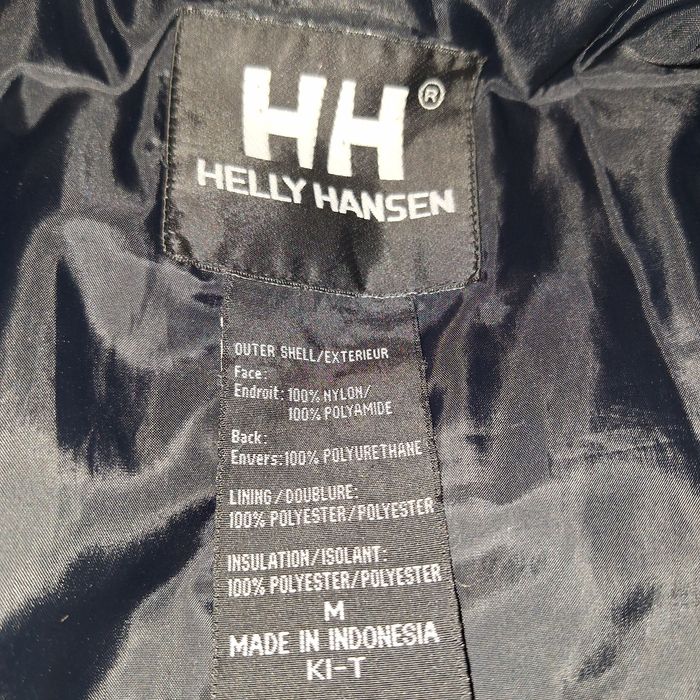 HH®
HELLY HANSEN
OUTER SHELL/EXTERIEUR
Face:
Endroit: 100% NYLON/
100% POLYAMIDE
Back:
Envers: 100% POLYURETHANE
LINING/DOUBLURE:
100% POLYESTER/POLYESTER
INSULATION/ISOLANT:
100% POLYESTER/POLYESTER
M
MADE IN INDONESIA
KI-T